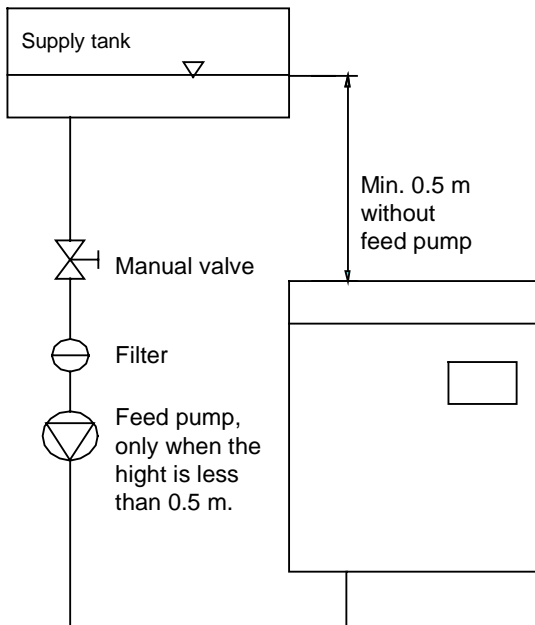 Supply tank
Min. 0.5 m
without
feed pump
Manual valve
Filter
Feed pump,
only when the
hight is less
than 0.5 m.